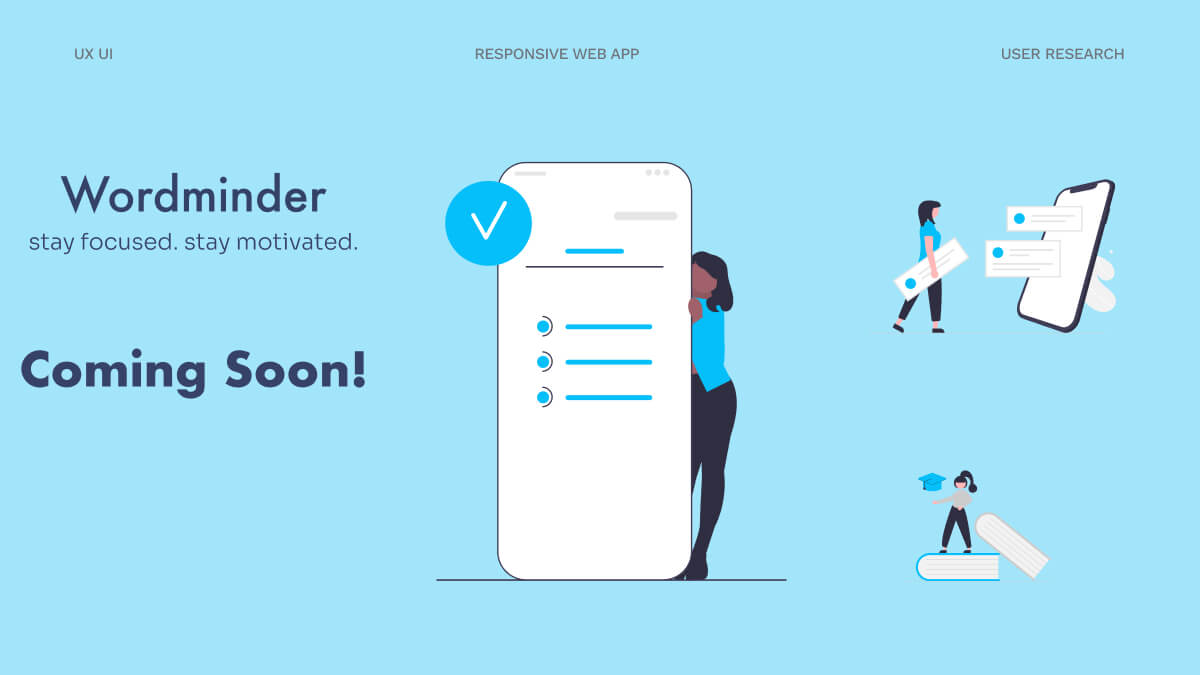 UX UI
RESPONSIVE WEB APP
USER RESEARCH
Wordminder
stay focused. stay motivated.
Coming Soon!